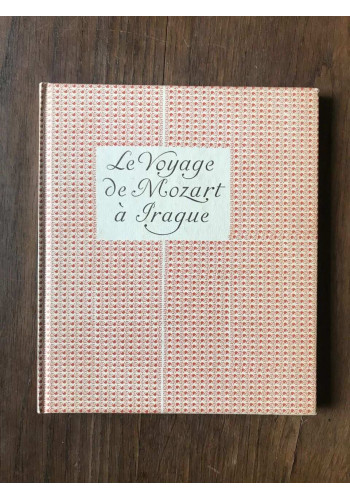 Le Voyage
de Mozart
à Prague